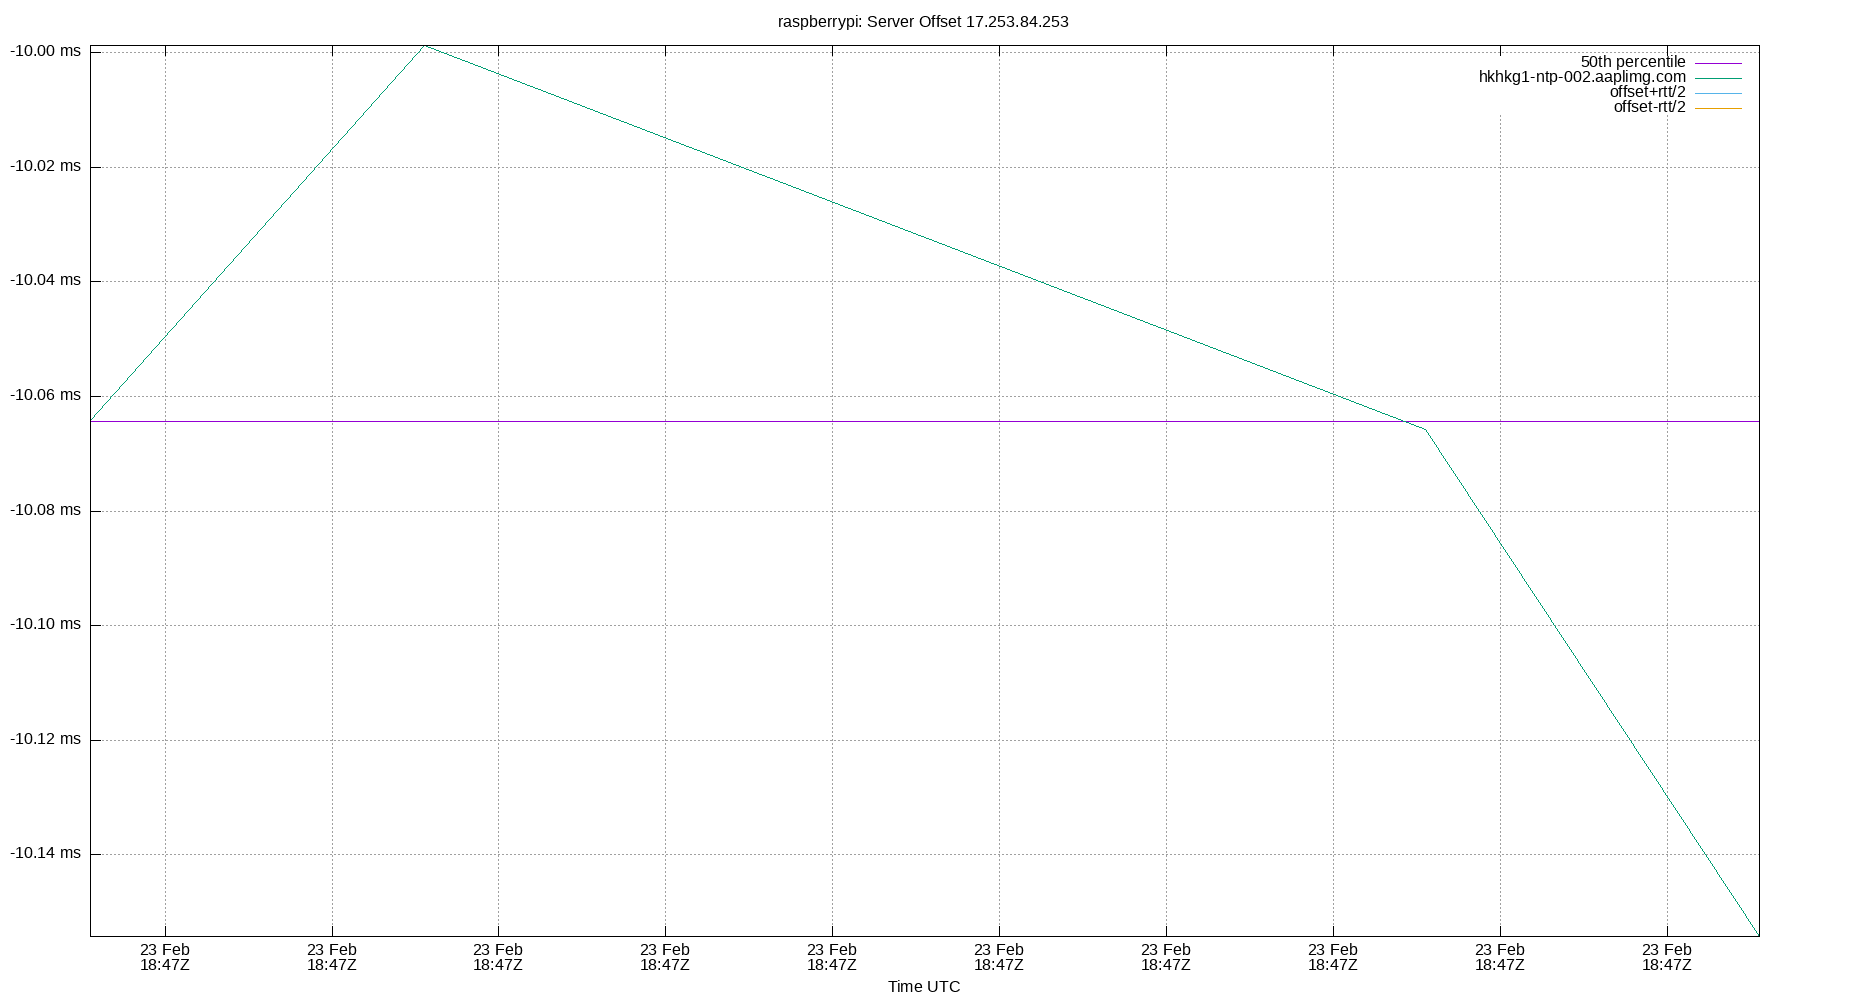 raspberrypi: Server Offset 17.253.84.253
-10.00 ms
50th percentile
hkhkg1-ntp-002.aaplimg.com
offset+rtt/2
offset-rtt/2
-10.02 ms
-10.04 ms
-10.06 ms
-10.08 ms
-10.10 ms
-10.12 ms
-10.14 ms
23 Feb 23 Feb 23 Feb 23 Feb 23 Feb 23 Feb 23 Feb 23 Feb 23 Feb 23 Feb
18:47Z 18:47Z 18:47Z 18:47Z 18:47Z 18:47Z 18:47Z 18:47Z 18:47Z 18:47Z
Time UTC